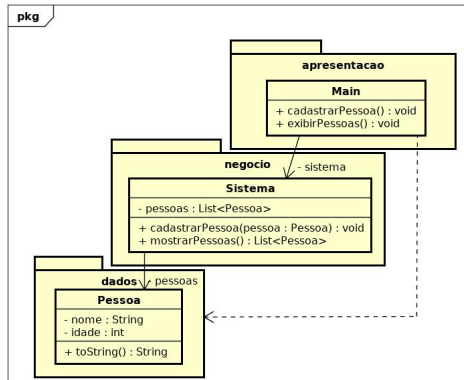 pkg
apresentacao
Main
+ cadastrarPessoa() : void
+ exibirPessoas() : void
- sistema
negocio
Sistema
- pessoas : List<Pessoa>
+ cadastrarPessoa(pessoa : Pessoa) : void
+ mostrarPessoas() : List<Pessoa>
- pessoas
dados
Pessoa
- nome : String
- idade : int
+ toString() : String